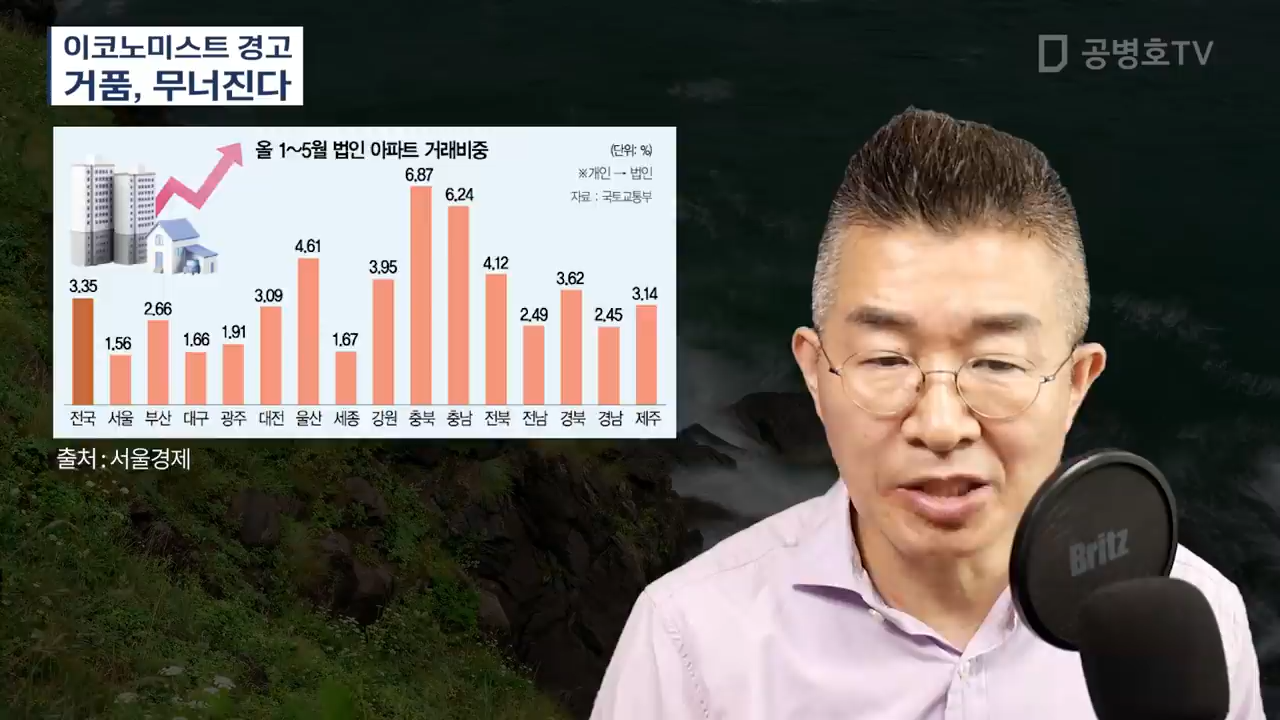 이코노미스트 경고
거품, 무너진다
공병호TV
올 1~5월 법인 아파트 거래비중
(단위: %)
※개인 → 법인
자료 : 국토교통부
3.35 1.56 2.66 1.66 1.91 3.09 4.61 1.67 3.95 6.87 6.24 4.12 2.49 3.62 2.45 3.14
전국 서울 부산 대구 광주 대전 울산 세종 강원 충북 충남 전북 전남 경북 경남 제주
출처 : 서울경제
Britz